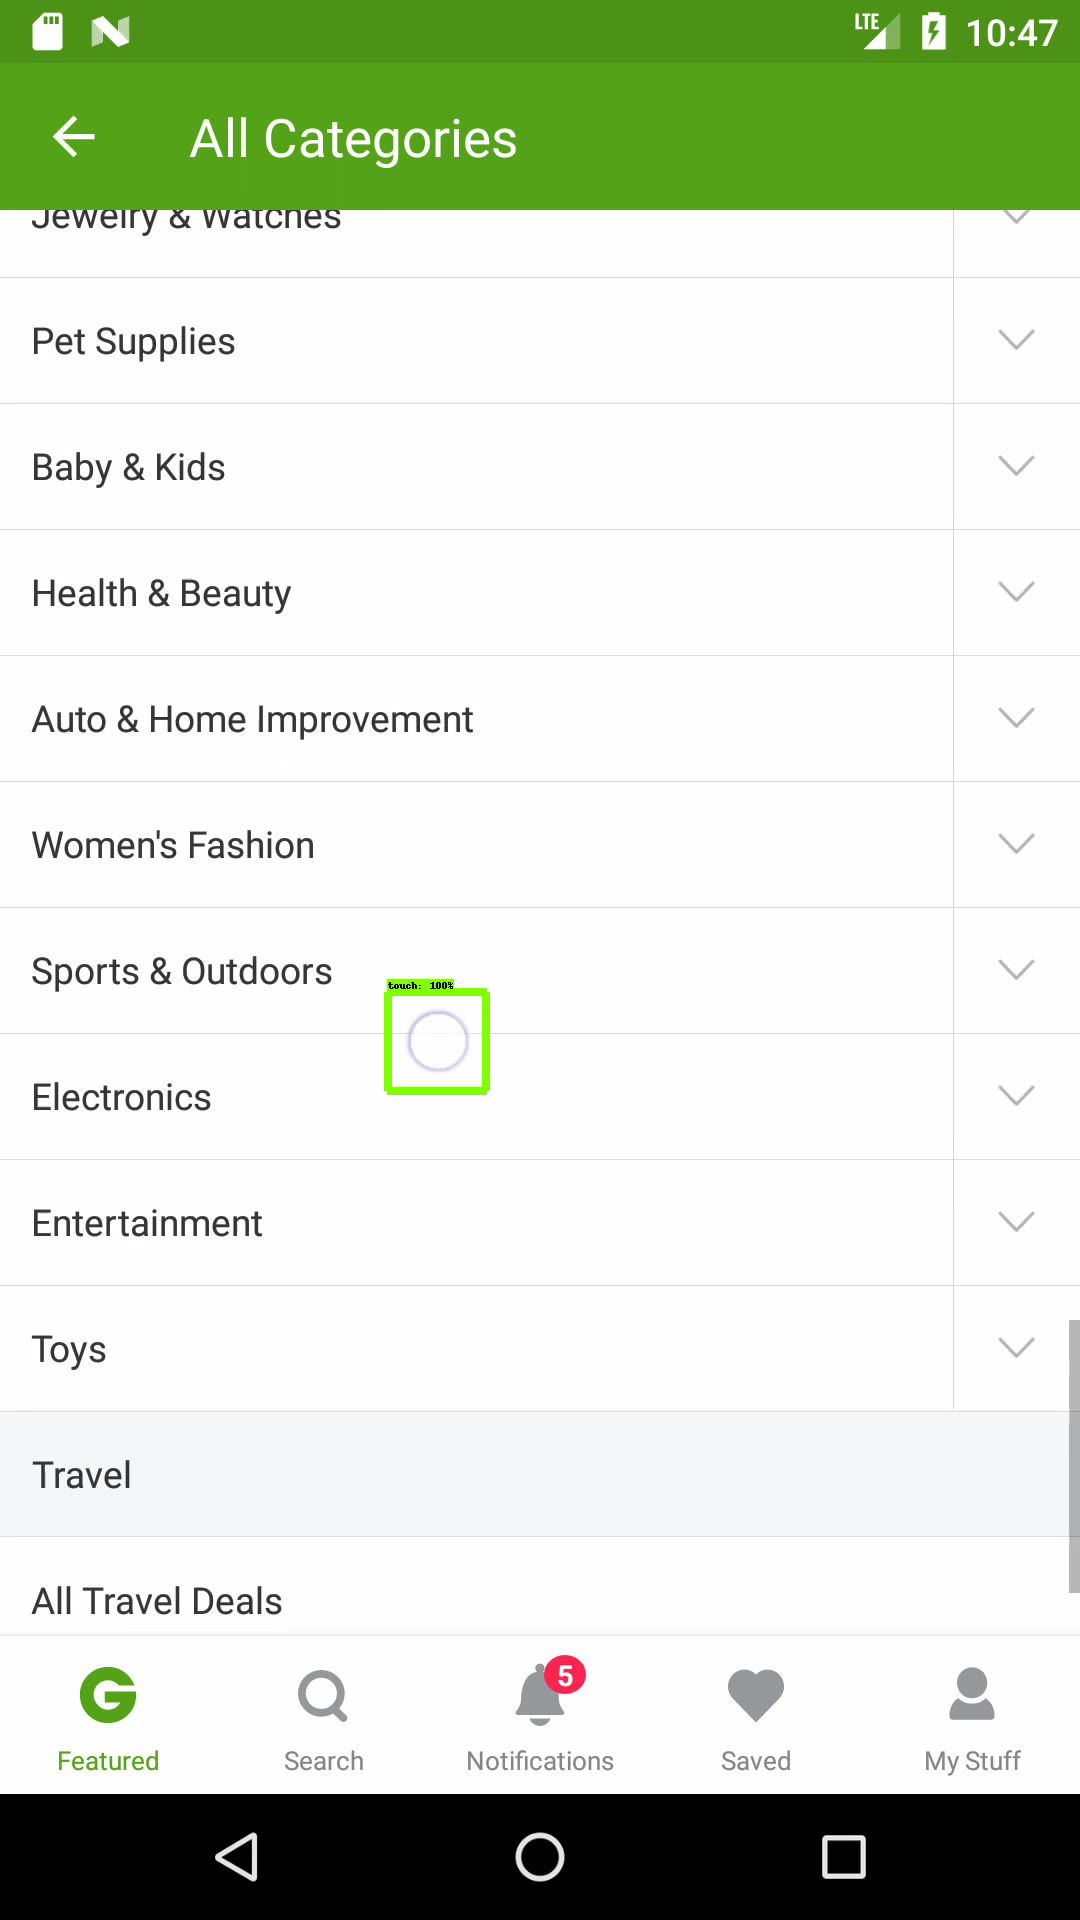 LTE 10:47
All Categories
Jewelry & Watches
Pet Supplies
Baby & Kids
Health & Beauty
Auto & Home Improvement
Women's Fashion
Sports & Outdoors
touch: 100%
Electronics
Entertainment
Toys
Travel
All Travel Deals
5
Featured Search Notifications Saved My Stuff